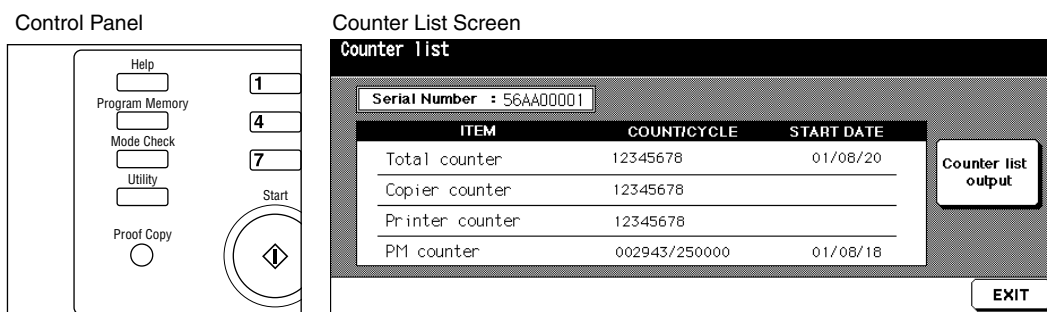 Control Panel
Help
1
Program Memory
4
Mode Check
7
Utility
Start
Proof Copy
Counter List Screen
Counter list
Serial Number : 56AA00001
ITEM COUNT/CYCLE START DATE
Total counter 12345678 01/08/20
Copier counter 12345678
Printer counter 12345678
PM counter 002943/250000 01/08/18
Counter list
output
EXIT